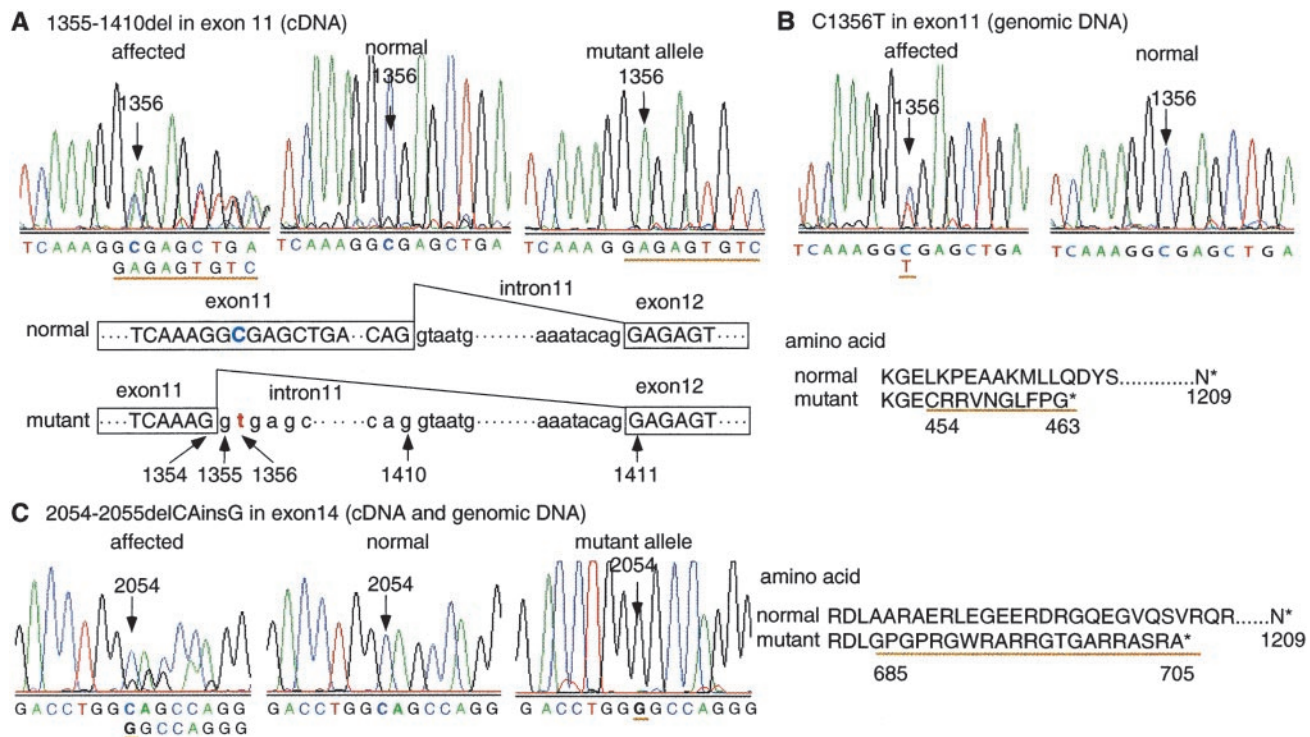 A 1355-1410del in exon 11 (cDNA)
affected
normal
mutant allele
1356
1356
1356
TCAAAGGCGAGCTGA
GAGAGTGTC
TCAAAGGCGAGCTGA
TCAAAG GAGAGTGTC
exon11
intron11
exon12
normal
····TCAAAGGCGAGCTGA··CAG gtaatg·······aaatacag GAGAGT····
exon11
intron11
exon12
mutant
····TCAAAG g t g a g c ······ c a g gtaatg·······aaatacag GAGAGT····
1354 1355 1356 1410 1411
B C1356T in exon11 (genomic DNA)
affected
normal
1356
1356
TCAAAGGCGAGCTGA
T
TCAAAGGCGAGCTGA
amino acid
normal KGELKPEAAKMLLQDYS.............N*
mutant KGECRRVNGLFPG* 1209
454 463
C 2054-2055delCAinsG in exon14 (cDNA and genomic DNA)
affected
normal
mutant allele
2054
2054
2054
GACCTGGCAGCCAGG
GGCCAGGG
GACCTGGCAGCCAGG
GACCTGGGGCCAGGG
amino acid
normal RDLAARAERLEGEERDRGQEGVQSVRQR......N*
mutant RDLGPGPRGWRARRGTGARRASRA* 1209
685 705